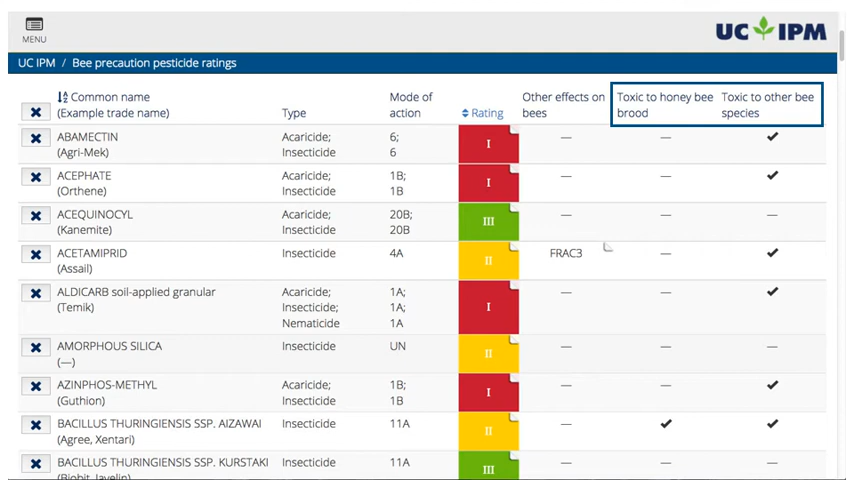 MENU
UC IPM
UC IPM / Bee precaution pesticide ratings
Common name
(Example trade name)
Type
Mode of
action
Rating
Other effects on
bees
Toxic to honey bee
brood
Toxic to other bee
species
ABAMECTIN
(Agri-Mek)
Acaricide;
Insecticide
6;
6
I
— — ✔
ACEPHATE
(Orthene)
Acaricide;
Insecticide
1B;
1B
I
— — ✔
ACEQUINOCYL
(Kanemite)
Acaricide;
Insecticide
20B;
20B
III
— — —
ACETAMIPRID
(Assail)
Insecticide
4A
II
FRAC3 — ✔
ALDICARB soil-applied granular
(Temik)
Acaricide;
Insecticide;
Nematicide
1A;
1A;
1A
I
— — ✔
AMORPHOUS SILICA
(—)
Insecticide
UN
II
— — —
AZINPHOS-METHYL
(Guthion)
Acaricide;
Insecticide
1B;
1B
I
— — ✔
BACILLUS THURINGIENSIS SSP. AIZAWAI
(Agree, Xentari)
Insecticide
11A
II
— ✔ ✔
BACILLUS THURINGIENSIS SSP. KURSTAKI
(Biobit, Javelin)
Insecticide
11A
III
— — —